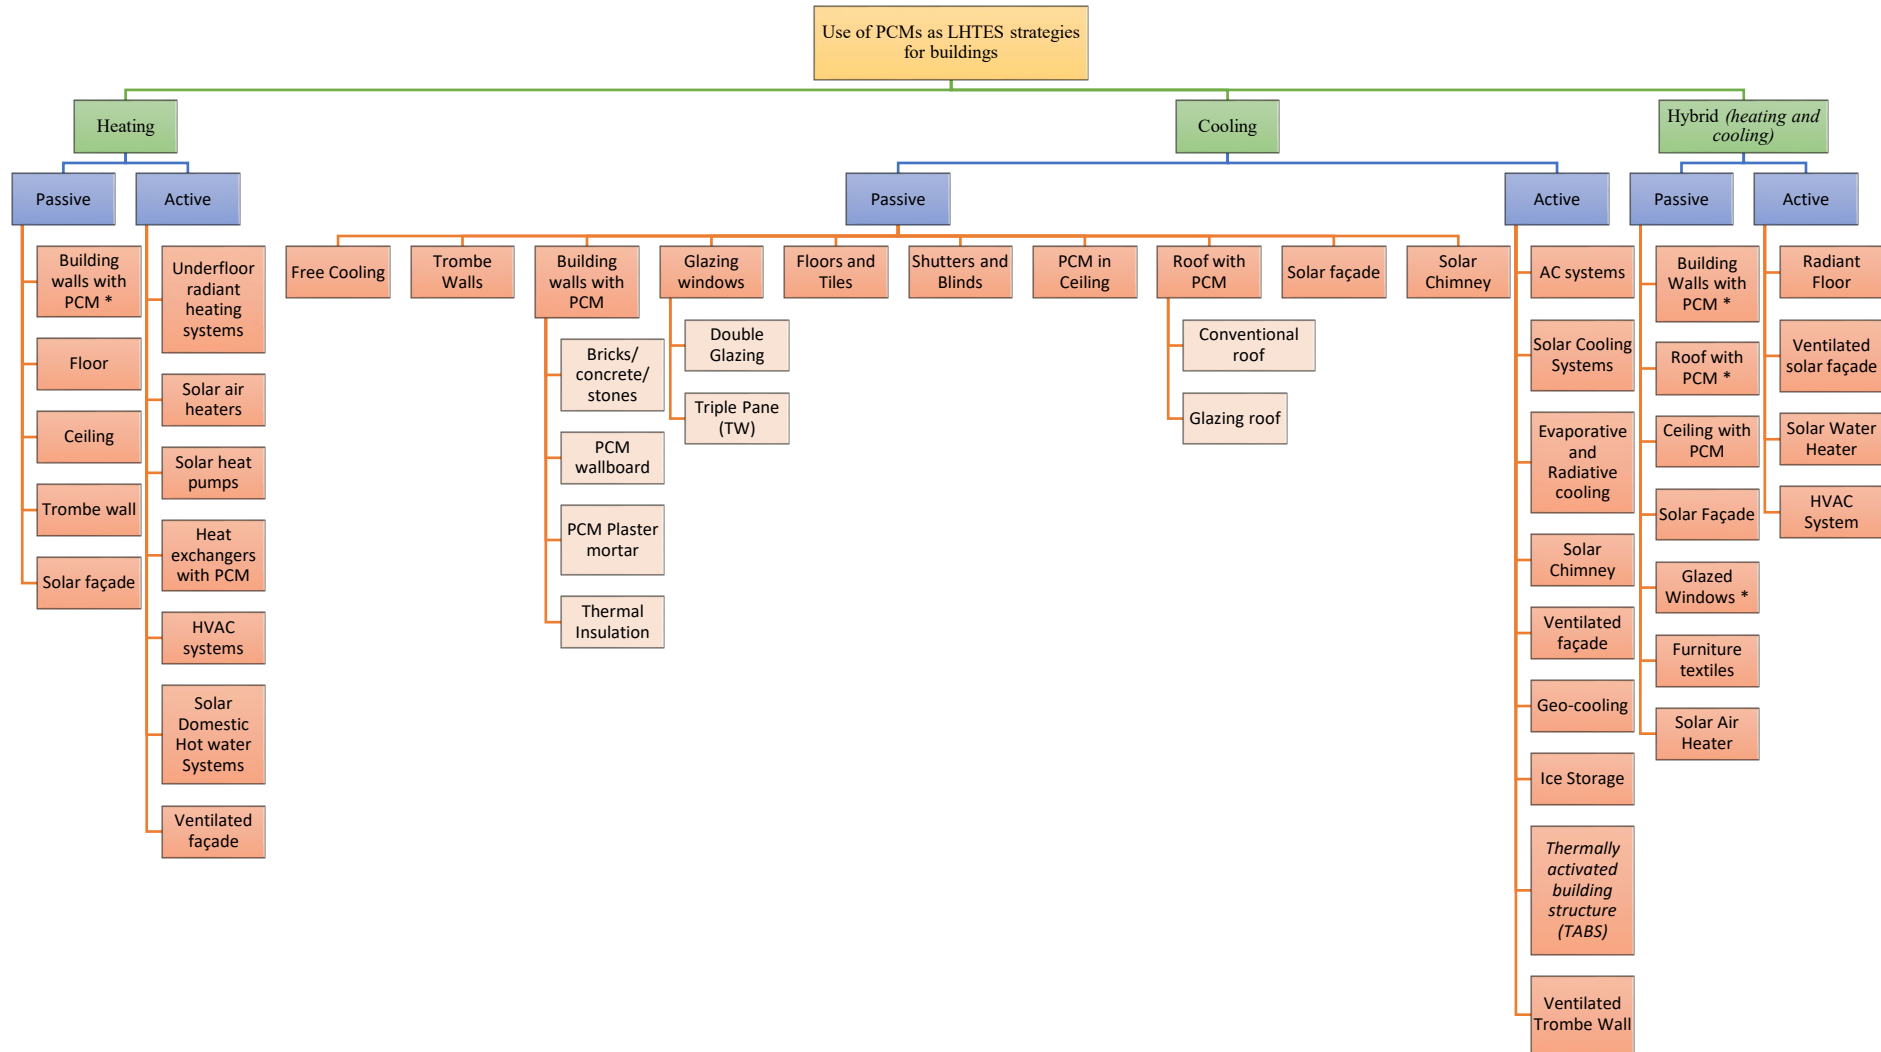 Use of PCMs as LHTES strategies
for buildings
Heating
Cooling
Hybrid (heating and
cooling)
Passive
Active
Passive
Active
Passive
Active
Building
walls with
PCM *
Floor
Ceiling
Trombe wall
Solar façade
Underfloor
radiant
heating
systems
Solar air
heaters
Solar heat
pumps
Heat
exchangers
with PCM
HVAC
systems
Solar
Domestic
Hot water
Systems
Ventilated
façade
Free Cooling
Trombe
Walls
Building
walls with
PCM
Bricks/
concrete/
stones
PCM
wallboard
PCM Plaster
mortar
Thermal
Insulation
Glazing
windows
Double
Glazing
Triple Pane
(TW)
Floors and
Tiles
Shutters and
Blinds
PCM in
Ceiling
Roof with
PCM
Conventional
roof
Glazing roof
Solar façade
Solar
Chimney
AC systems
Solar Cooling
Systems
Evaporative
and
Radiative
cooling
Solar
Chimney
Ventilated
façade
Geo-cooling
Ice Storage
Thermally
activated
building
structure
(TABS)
Ventilated
Trombe Wall
Building
Walls with
PCM *
Roof with
PCM *
Ceiling with
PCM
Solar Façade
Glazed
Windows *
Furniture
textiles
Solar Air
Heater
Radiant
Floor
Ventilated
solar façade
Solar Water
Heater
HVAC
System